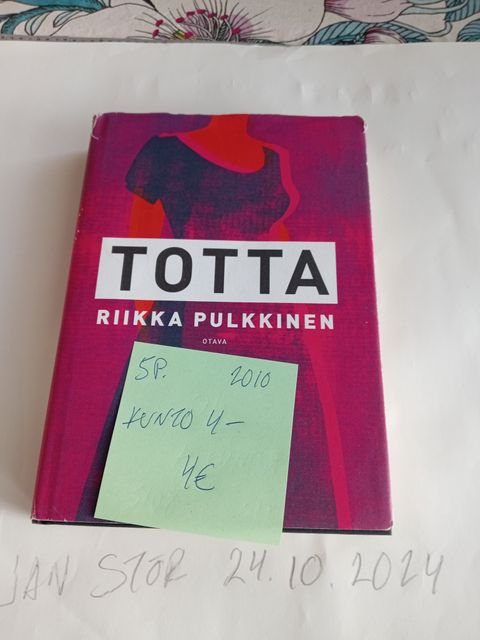 TOTTA
RIIKKA PULKKINEN
OTAVA
5P. 2010
KUNTO 4-
4€
JAN STOR 24.10.2024